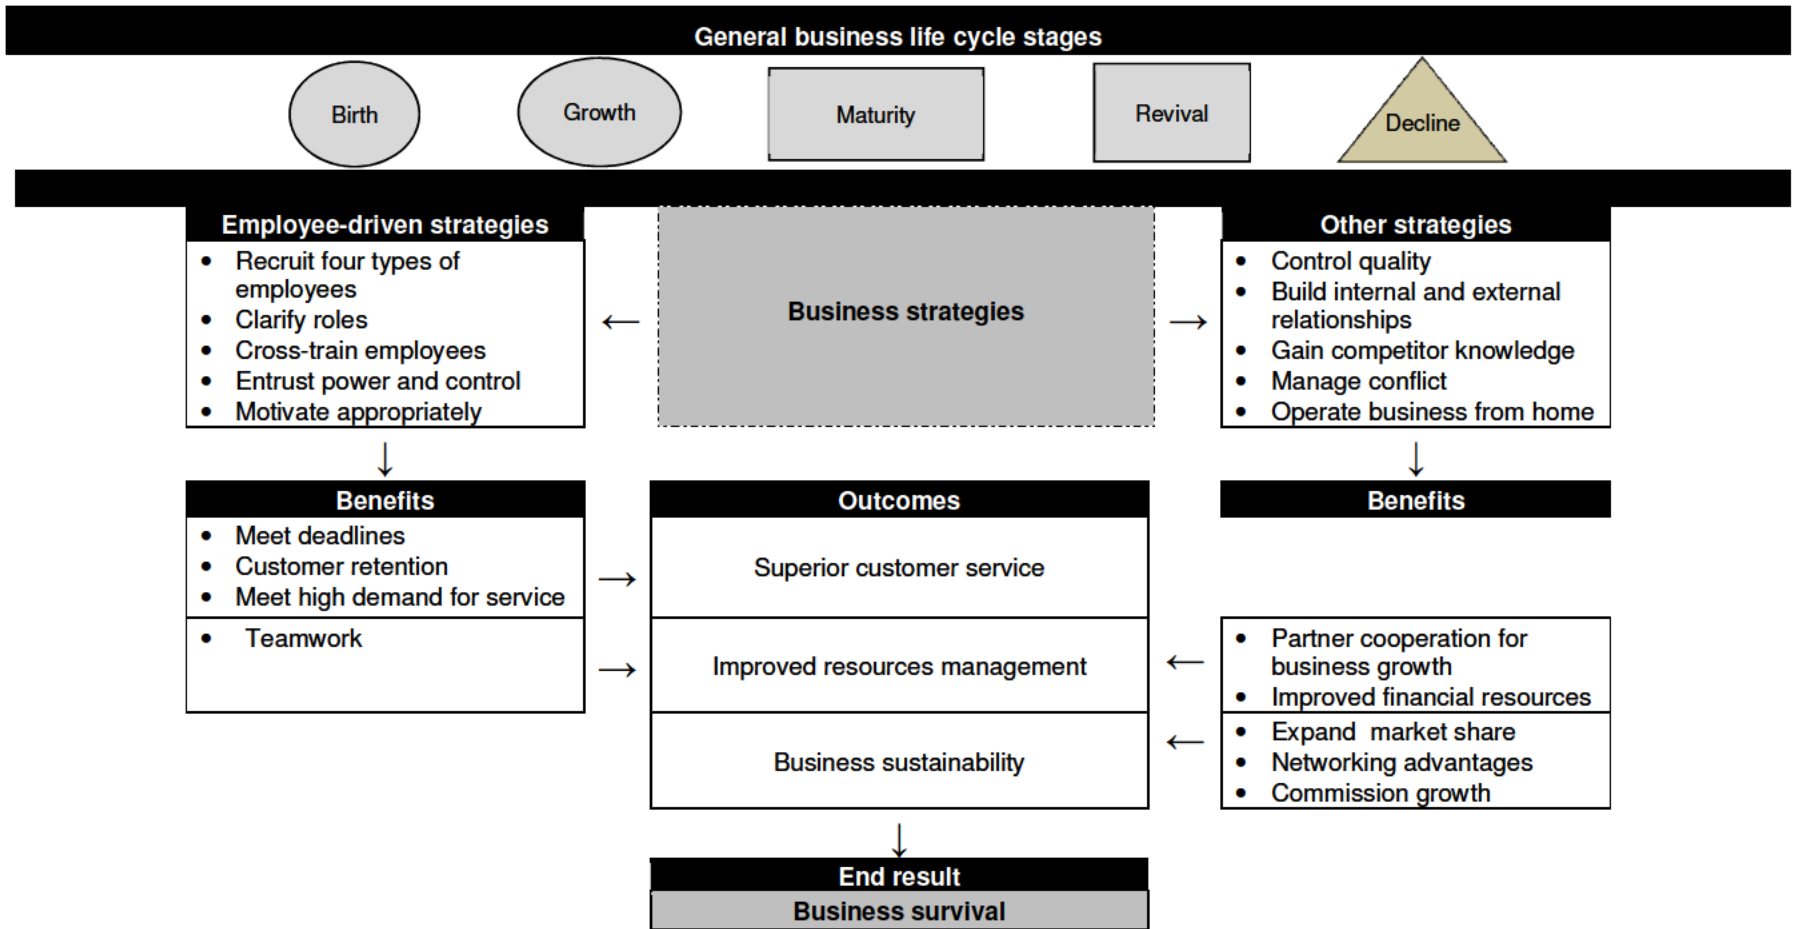 General business life cycle stages
Birth
Growth
Maturity
Revival
Decline
Employee-driven strategies
• Recruit four types of
employees
• Clarify roles
• Cross-train employees
• Entrust power and control
• Motivate appropriately
←
Business strategies
→
Other strategies
• Control quality
• Build internal and external
relationships
• Gain competitor knowledge
• Manage conflict
• Operate business from home
↓
↓
Benefits
• Meet deadlines
• Customer retention
• Meet high demand for service
• Teamwork
→
→
Outcomes
Superior customer service
Improved resources management
Business sustainability
←
←
Benefits
• Partner cooperation for
business growth
• Improved financial resources
• Expand  market share
• Networking advantages
• Commission growth
↓
End result
Business survival